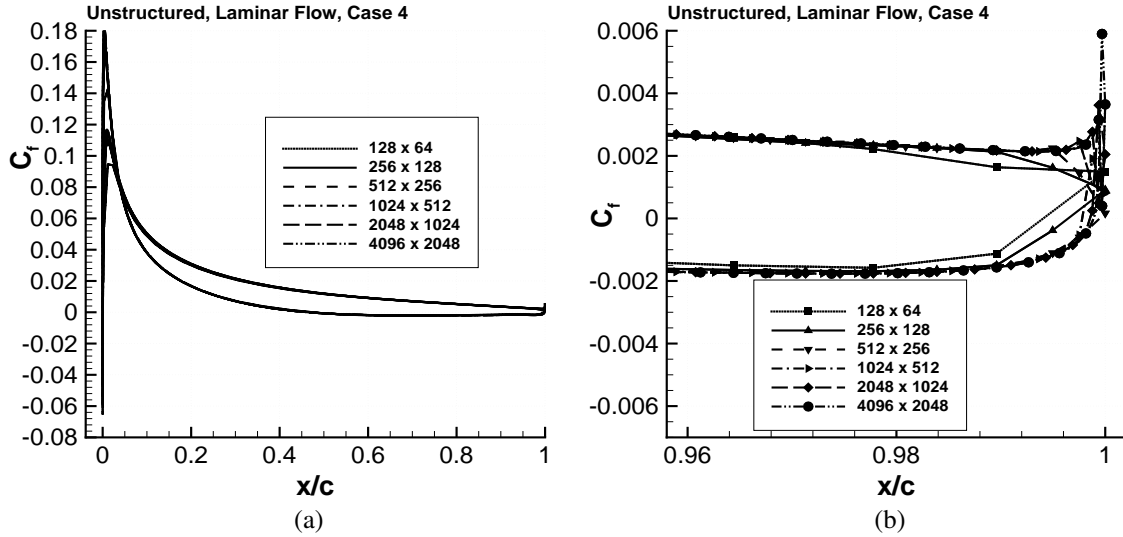 Unstructured, Laminar Flow, Case 4
0.18
0.16
0.14
0.12
0.10
0.08
0.06
0.04
0.02
0
-0.02
-0.04
-0.06
-0.08
Cf
128 x 64
256 x 128
512 x 256
1024 x 512
2048 x 1024
4096 x 2048
0
0.2
0.4
0.6
0.8
1
x/c
(a)
Unstructured, Laminar Flow, Case 4
0.006
0.004
0.002
0
-0.002
-0.004
-0.006
Cf
128 x 64
256 x 128
512 x 256
1024 x 512
2048 x 1024
4096 x 2048
0.96
0.98
1
x/c
(b)